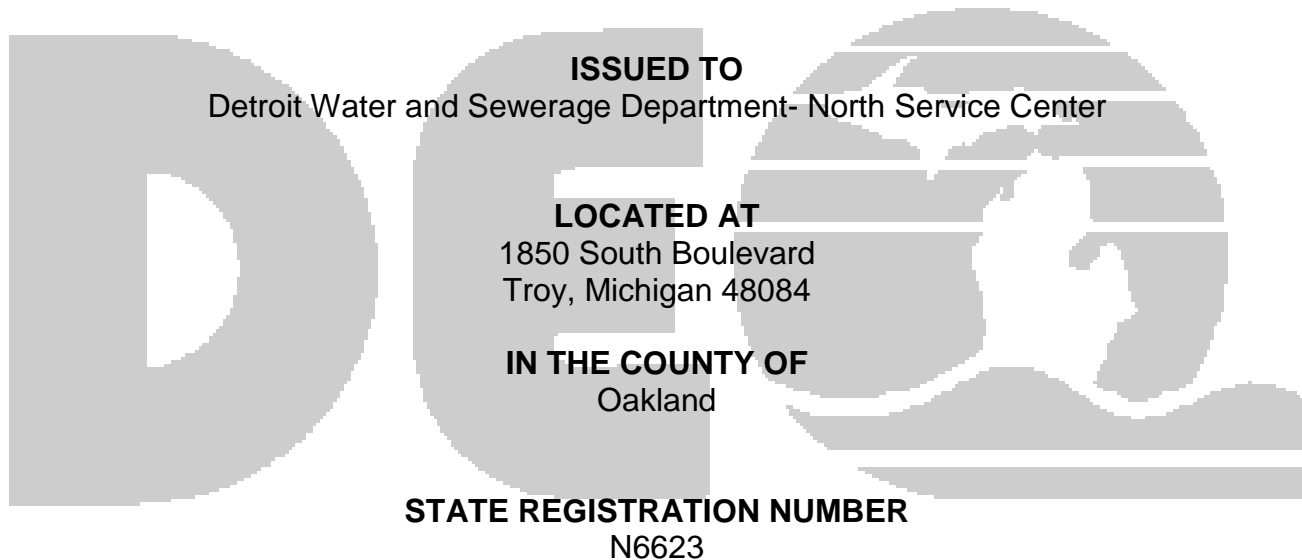 DEQ
ISSUED TO
Detroit Water and Sewerage Department- North Service Center
LOCATED AT
1850 South Boulevard
Troy, Michigan 48084
IN THE COUNTY OF
Oakland
STATE REGISTRATION NUMBER
N6623